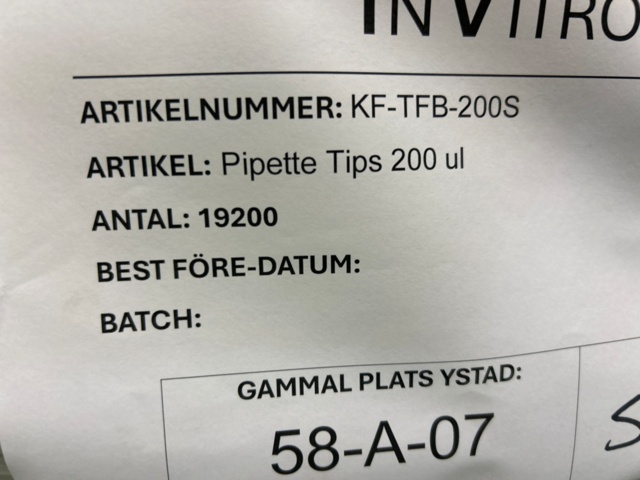 INVITRO
ARTIKELNUMMER: KF-TFB-200S
ARTIKEL: Pipette Tips 200 ul
ANTAL: 19200
BEST FÖRE-DATUM:
BATCH:
GAMMAL PLATS YSTAD:
58-A-07